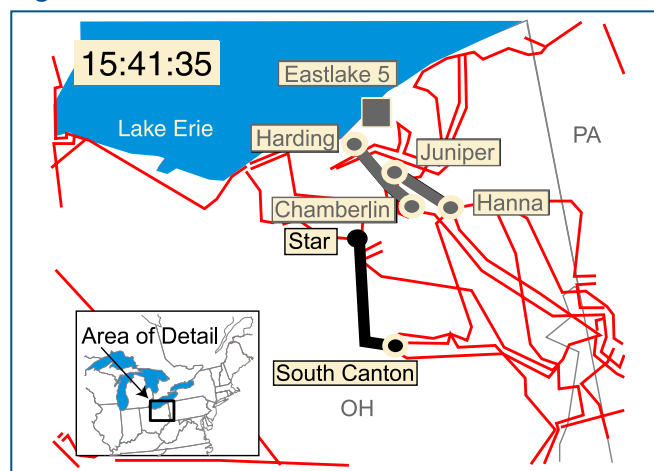 15:41:35
Eastlake 5
Lake Erie
Harding
Juniper
PA
Chamberlin
Hanna
Star
Area of Detail
South Canton
OH